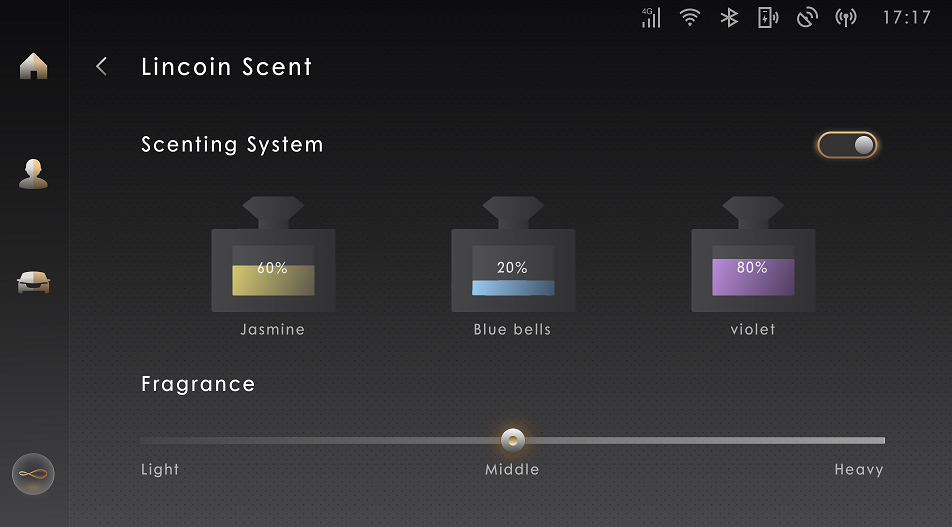 4G
17:17
Lincoin Scent
Scenting System
60%
20%
80%
Jasmine
Blue bells
violet
Fragrance
Light
Middle
Heavy